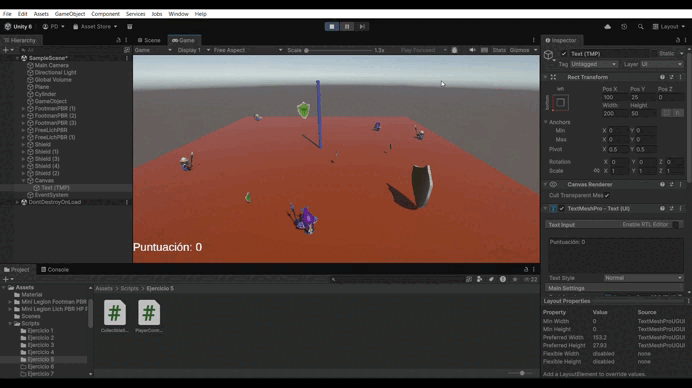 File Edit Assets GameObject Component Services Jobs Window Help
Unity 6 PD Asset Store Layout
Hierarchy Scene Game Inspector
All Game Display 1 Free Aspect Scale 1.3x Play Focused Stats Gizmos
SampleScene*
Main Camera
Directional Light
Global Volume
Plane
Cylinder
GameObject
FootmanPBR (1)
FootmanPBR (2)
FootmanPBR (3)
FreeLichPBR (1)
FreeLichPBR (3)
Shield
Shield (1)
Shield (3)
Shield (4)
Shield (2)
Canvas
Text (TMP)
EventSystem
DontDestroyOnLoad
Puntuación: 0
Text (TMP) Static
Tag Untagged Layer UI
Rect Transform
left Pos X Pos Y Pos Z
100 25 0
Width Height
200 50
Anchors
Min X 0 Y 0
Max X 0 Y 0
Pivot X 0.5 Y 0.5
Rotation X 0 Y 0 Z 0
Scale X 1 Y 1 Z 1
Canvas Renderer
Cull Transparent Mes
TextMeshPro - Text (UI)
Text Input Enable RTL Editor
Puntuación: 0
Text Style Normal
Main Settings
Layout Properties
Property Value Source
Min Width 0 TextMeshProUGUI
Min Height 0 TextMeshProUGUI
Preferred Width 153.2 TextMeshProUGUI
Preferred Height 27.93 TextMeshProUGUI
Flexible Width disabled none
Flexible Height disabled none
Add a LayoutElement to override values.
Project Console
22
Assets
Material
Mini Legion Footman PBR
Mini Legion Lich PBR HP F
Scenes
Scripts
Ejercicio 1
Ejercicio 2
Ejercicio 3
Ejercicio 4
Ejercicio 5
Ejercicio 6
Ejercicio 7
Assets > Scripts > Ejercicio 5
PlayerContr...